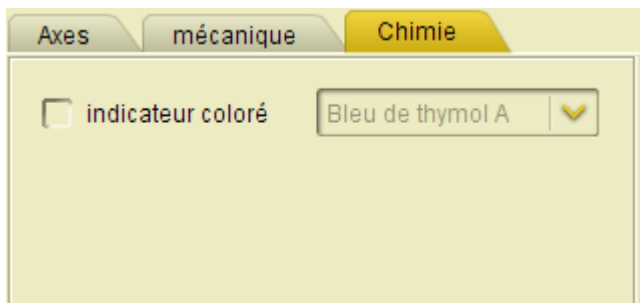 Axes mécanique Chimie
indicateur coloré Bleu de thymol A